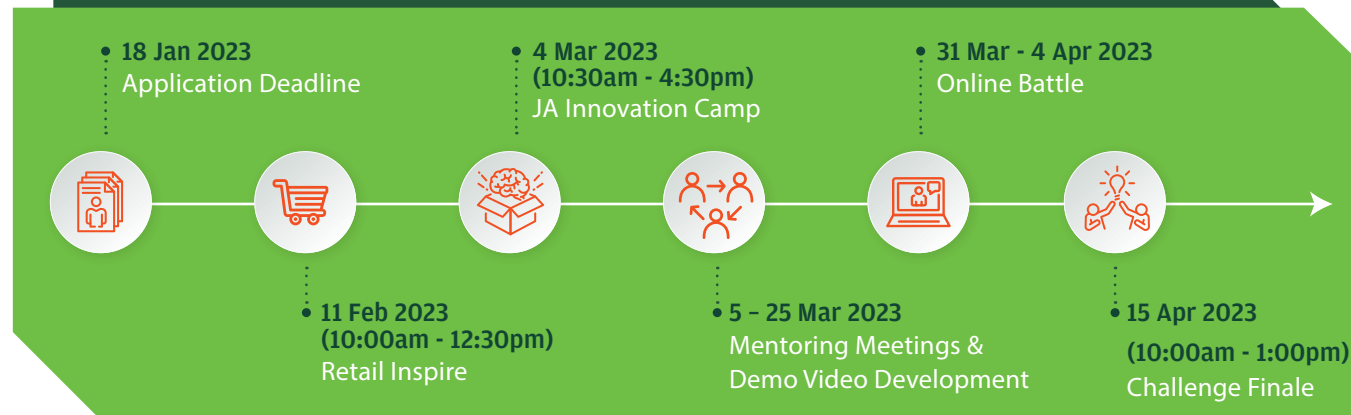 18 Jan 2023
Application Deadline
11 Feb 2023
(10:00am - 12:30pm)
Retail Inspire
4 Mar 2023
(10:30am - 4:30pm)
JA Innovation Camp
5 – 25 Mar 2023
Mentoring Meetings &
Demo Video Development
31 Mar - 4 Apr 2023
Online Battle
15 Apr 2023
(10:00am - 1:00pm)
Challenge Finale